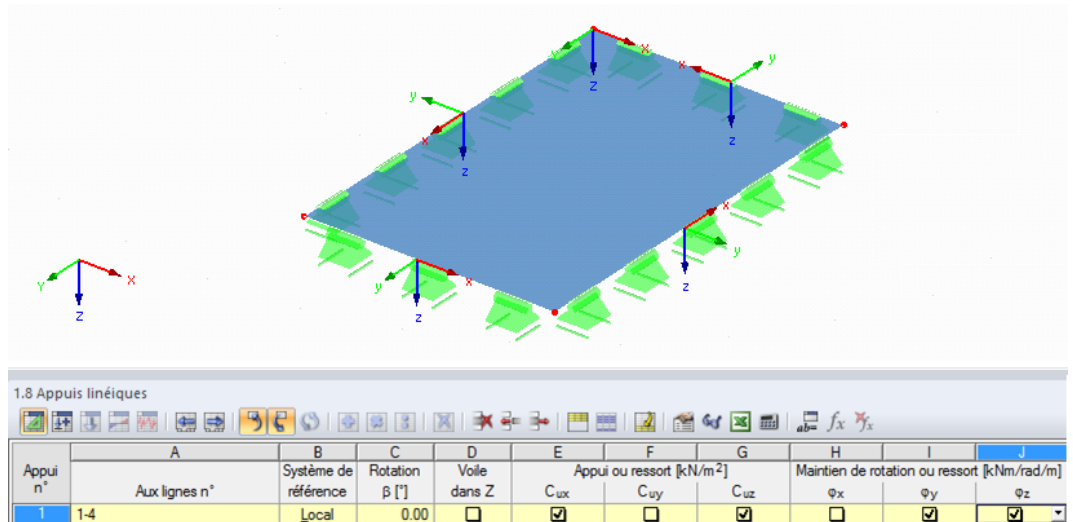 x
y
z
x
y
z
y
x
z
x
y
z
y
x
z
Y
X
Z
1.8 Appuis linéiques
A B C D E F G H I J
Appui Système de Rotation Voile Appui ou ressort [kN/m²] Maintien de rotation ou ressort [kNm/rad/m]
n° Aux lignes n° référence β [°] dans Z Cux Cuy Cuz φx φy φz
1 1-4 Local 0.00